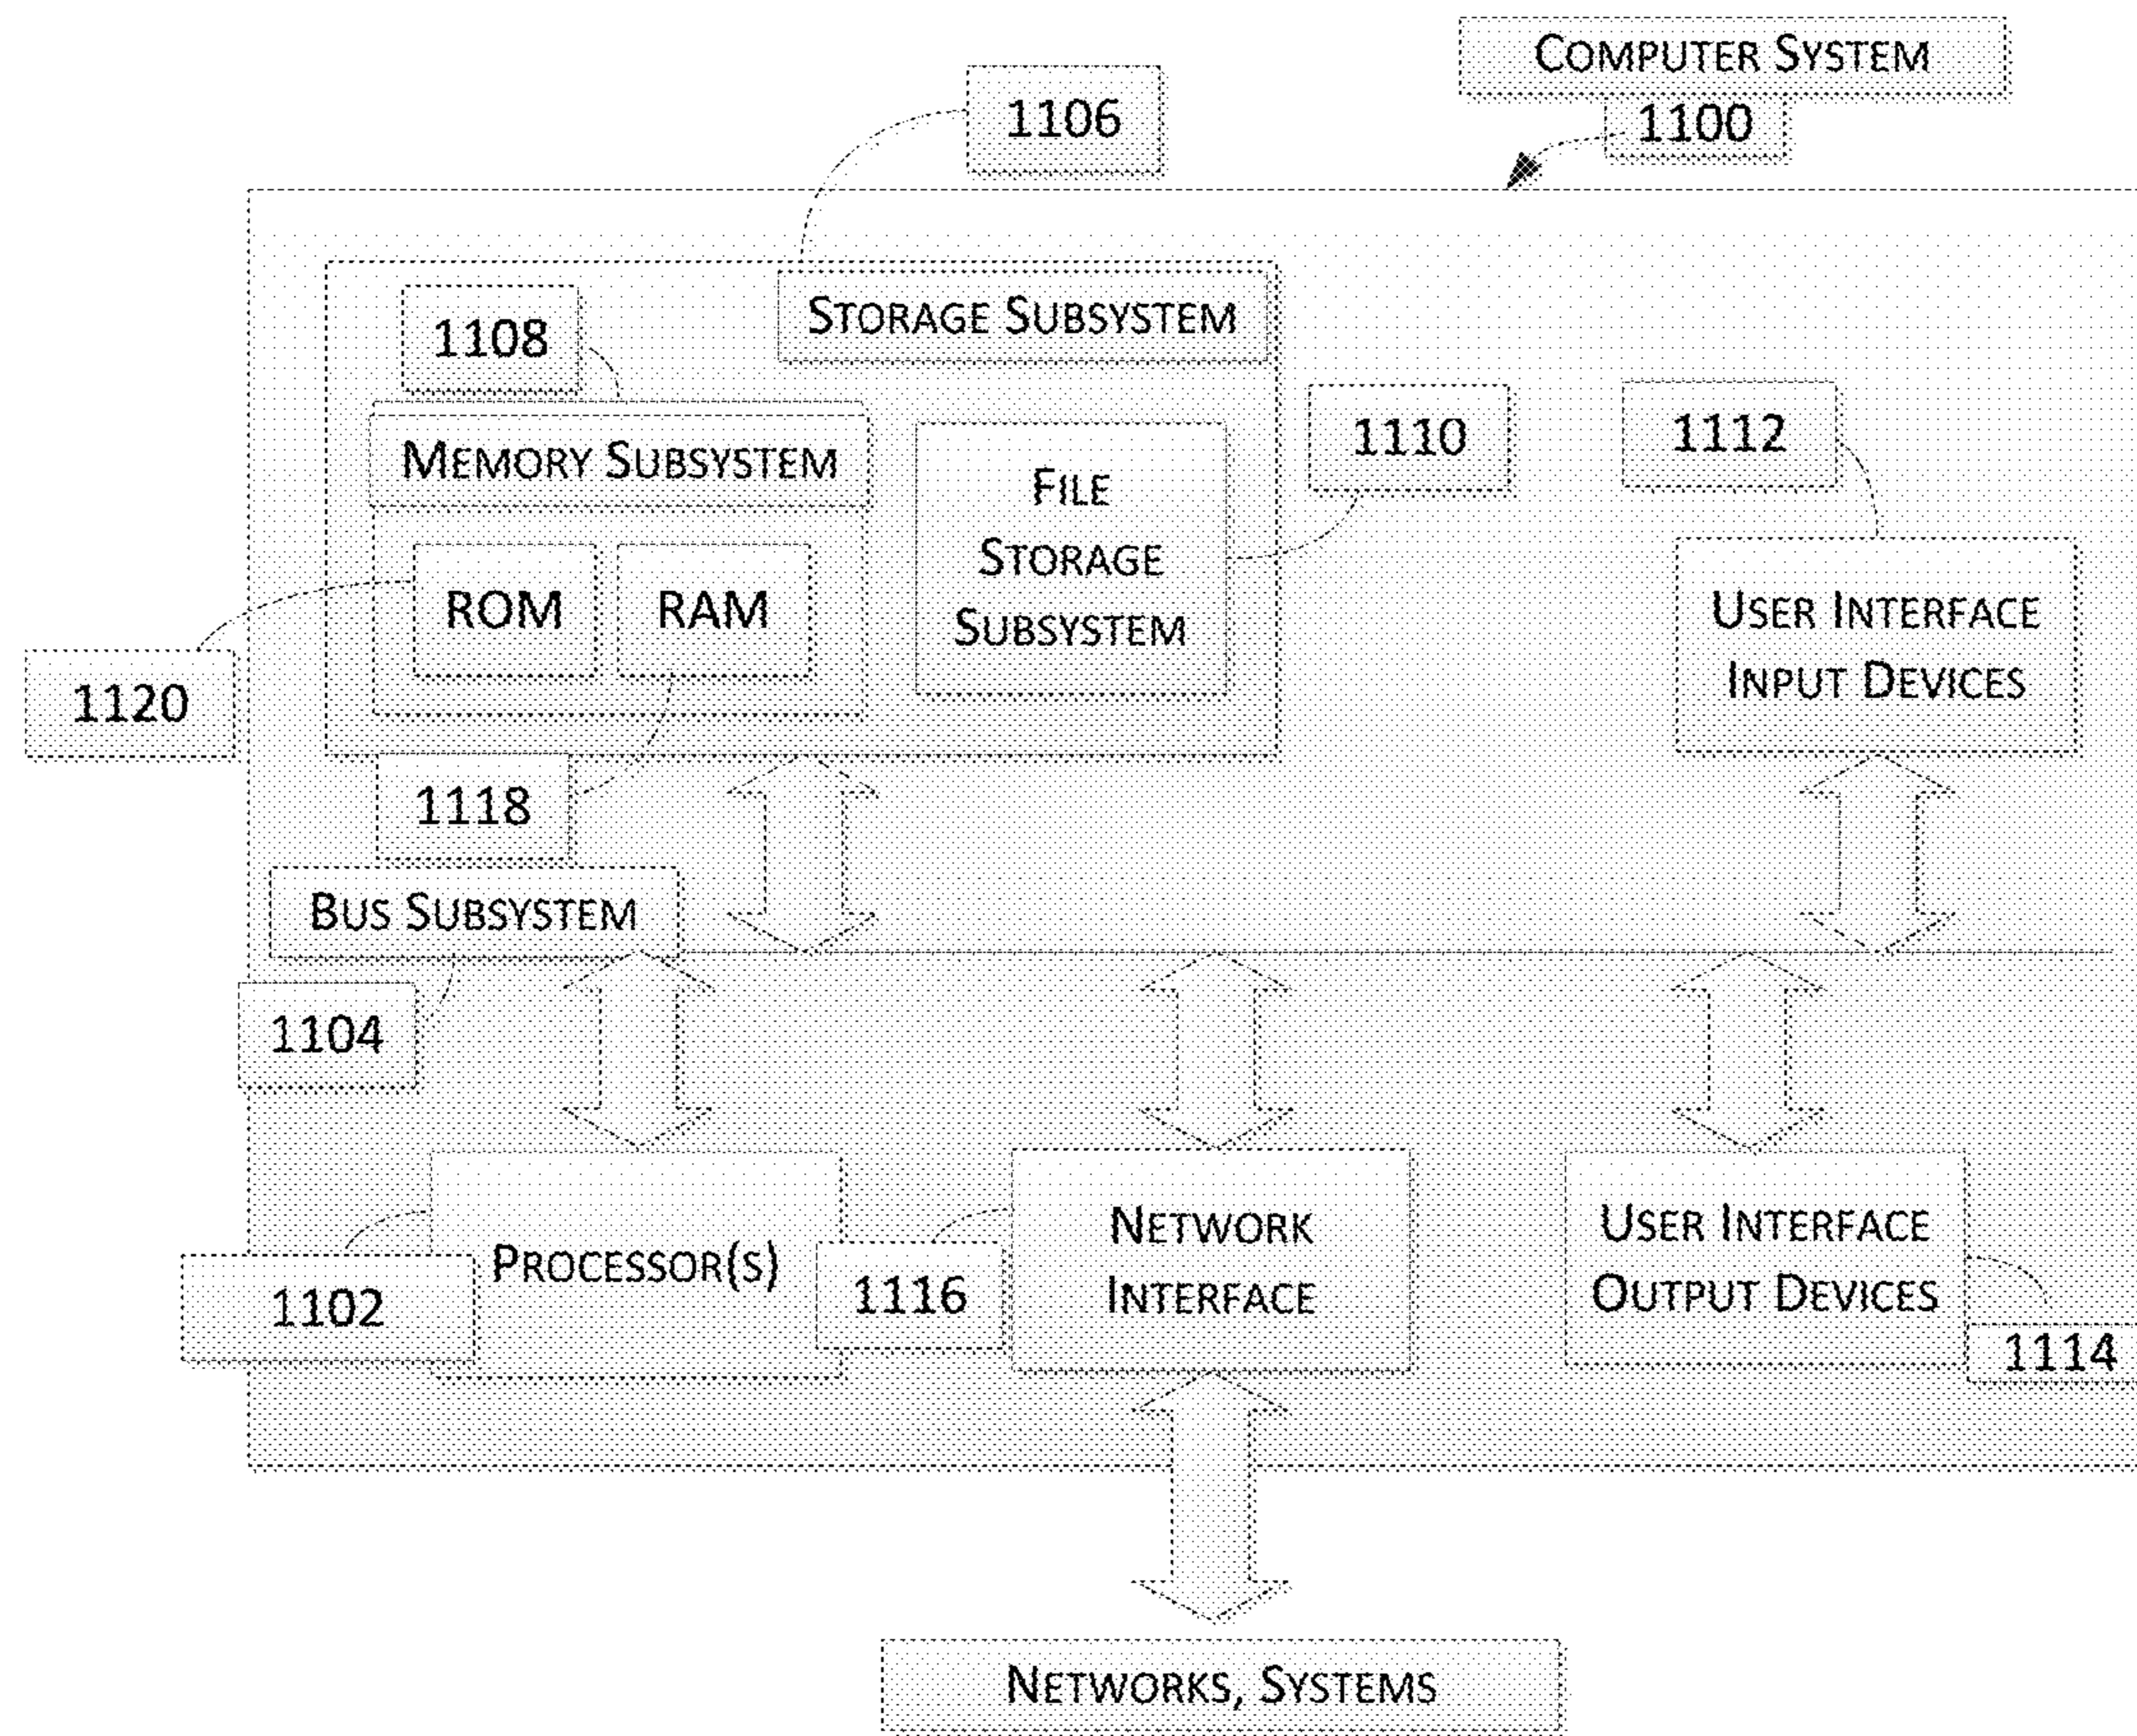 COMPUTER SYSTEM
1100
1106
STORAGE SUBSYSTEM
1108
MEMORY SUBSYSTEM
1110
1112
FILE
STORAGE
SUBSYSTEM
ROM
RAM
USER INTERFACE
INPUT DEVICES
1120
1118
BUS SUBSYSTEM
1104
PROCESSOR(S)
1102
1116
NETWORK
INTERFACE
USER INTERFACE
OUTPUT DEVICES
1114
NETWORKS, SYSTEMS